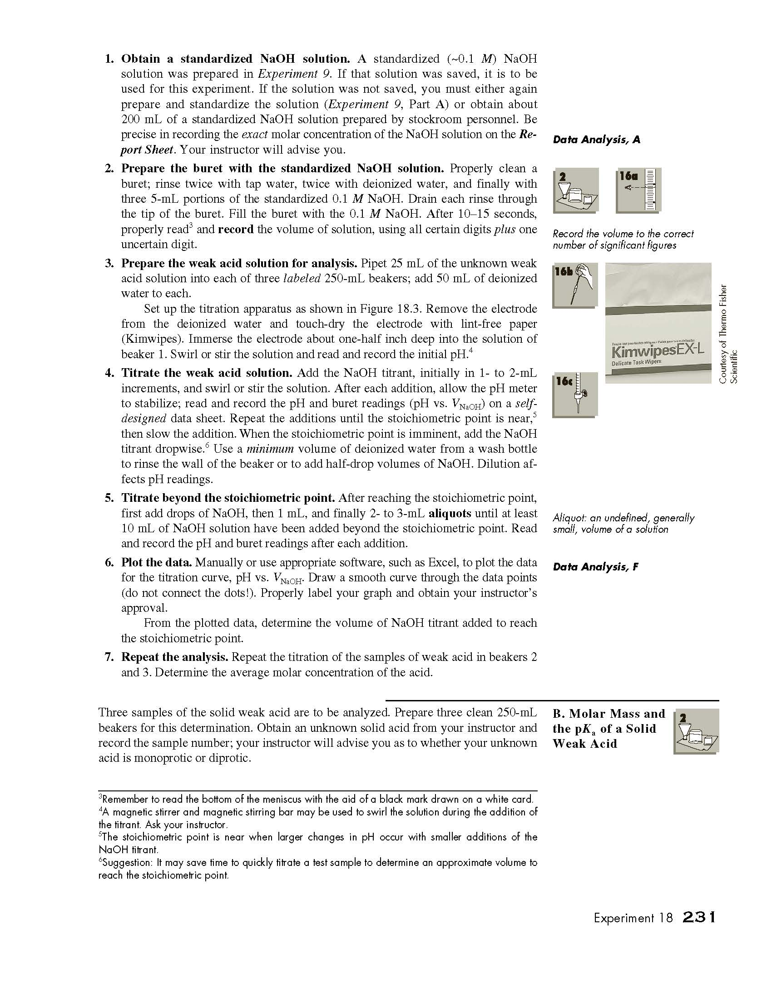 1. Obtain a standardized NaOH solution. A standardized (~0.1 M) NaOH
solution was prepared in Experiment 9. If that solution was saved, it is to be
used for this experiment. If the solution was not saved, you must either again
prepare and standardize the solution (Experiment 9, Part A) or obtain about
200 mL of a standardized NaOH solution prepared by stockroom personnel. Be
precise in recording the exact molar concentration of the NaOH solution on the Re-
port Sheet. Your instructor will advise you.
Data Analysis, A
2. Prepare the buret with the standardized NaOH solution. Properly clean a
buret; rinse twice with tap water, twice with deionized water, and finally with
three 5-mL portions of the standardized 0.1 M NaOH. Drain each rinse through
the tip of the buret. Fill the buret with the 0.1 M NaOH. After 10–15 seconds,
properly read³ and record the volume of solution, using all certain digits plus one
uncertain digit.
2
16a
Record the volume to the correct
number of significant figures
3. Prepare the weak acid solution for analysis. Pipet 25 mL of the unknown weak
acid solution into each of three labeled 250-mL beakers; add 50 mL of deionized
water to each.
Set up the titration apparatus as shown in Figure 18.3. Remove the electrode
from the deionized water and touch-dry the electrode with lint-free paper
(Kimwipes). Immerse the electrode about one-half inch deep into the solution of
beaker 1. Swirl or stir the solution and read and record the initial pH.⁴
16b
KimwipesEX-L
Delicate Task Wipers
Courtesy of Thermo Fisher
Scientific
4. Titrate the weak acid solution. Add the NaOH titrant, initially in 1- to 2-mL
increments, and swirl or stir the solution. After each addition, allow the pH meter
to stabilize; read and record the pH and buret readings (pH vs. V_NaOH) on a self-
designed data sheet. Repeat the additions until the stoichiometric point is near,⁵
then slow the addition. When the stoichiometric point is imminent, add the NaOH
titrant dropwise.⁶ Use a minimum volume of deionized water from a wash bottle
to rinse the wall of the beaker or to add half-drop volumes of NaOH. Dilution af-
fects pH readings.
16c
5. Titrate beyond the stoichiometric point. After reaching the stoichiometric point,
first add drops of NaOH, then 1 mL, and finally 2- to 3-mL aliquots until at least
10 mL of NaOH solution have been added beyond the stoichiometric point. Read
and record the pH and buret readings after each addition.
Aliquot: an undefined, generally
small, volume of a solution
6. Plot the data. Manually or use appropriate software, such as Excel, to plot the data
for the titration curve, pH vs. V_NaOH. Draw a smooth curve through the data points
(do not connect the dots!). Properly label your graph and obtain your instructor's
approval.
Data Analysis, F
From the plotted data, determine the volume of NaOH titrant added to reach
the stoichiometric point.
7. Repeat the analysis. Repeat the titration of the samples of weak acid in beakers 2
and 3. Determine the average molar concentration of the acid.
B. Molar Mass and
the pKₐ of a Solid
Weak Acid
2
Three samples of the solid weak acid are to be analyzed. Prepare three clean 250-mL
beakers for this determination. Obtain an unknown solid acid from your instructor and
record the sample number; your instructor will advise you as to whether your unknown
acid is monoprotic or diprotic.
³Remember to read the bottom of the meniscus with the aid of a black mark drawn on a white card.
⁴A magnetic stirrer and magnetic stirring bar may be used to swirl the solution during the addition of
the titrant. Ask your instructor.
⁵The stoichiometric point is near when larger changes in pH occur with smaller additions of the
NaOH titrant.
⁶Suggestion: It may save time to quickly titrate a test sample to determine an approximate volume to
reach the stoichiometric point.
Experiment 18 231